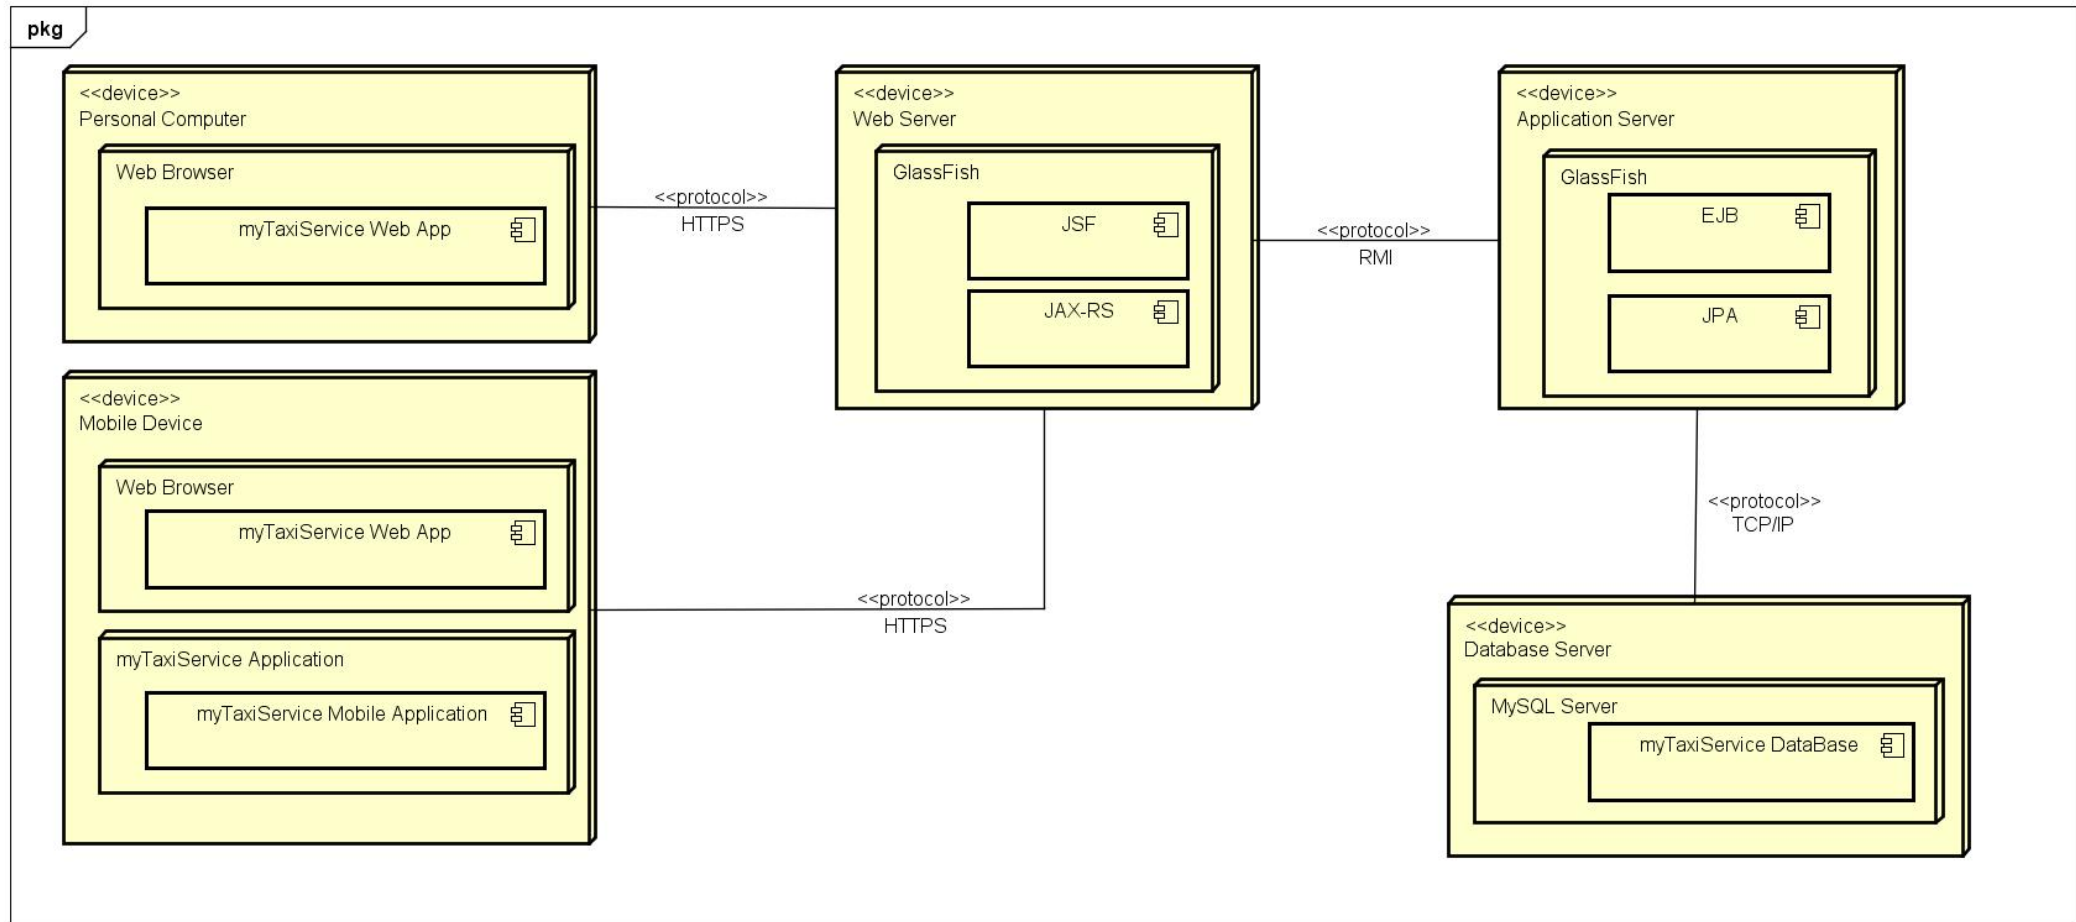 pkg
<<device>>
Personal Computer
Web Browser
myTaxiService Web App
<<protocol>>
HTTPS
<<device>>
Web Server
GlassFish
JSF
JAX-RS
<<protocol>>
RMI
<<device>>
Application Server
GlassFish
EJB
JPA
<<device>>
Mobile Device
Web Browser
myTaxiService Web App
myTaxiService Application
myTaxiService Mobile Application
<<protocol>>
HTTPS
<<protocol>>
TCP/IP
<<device>>
Database Server
MySQL Server
myTaxiService DataBase